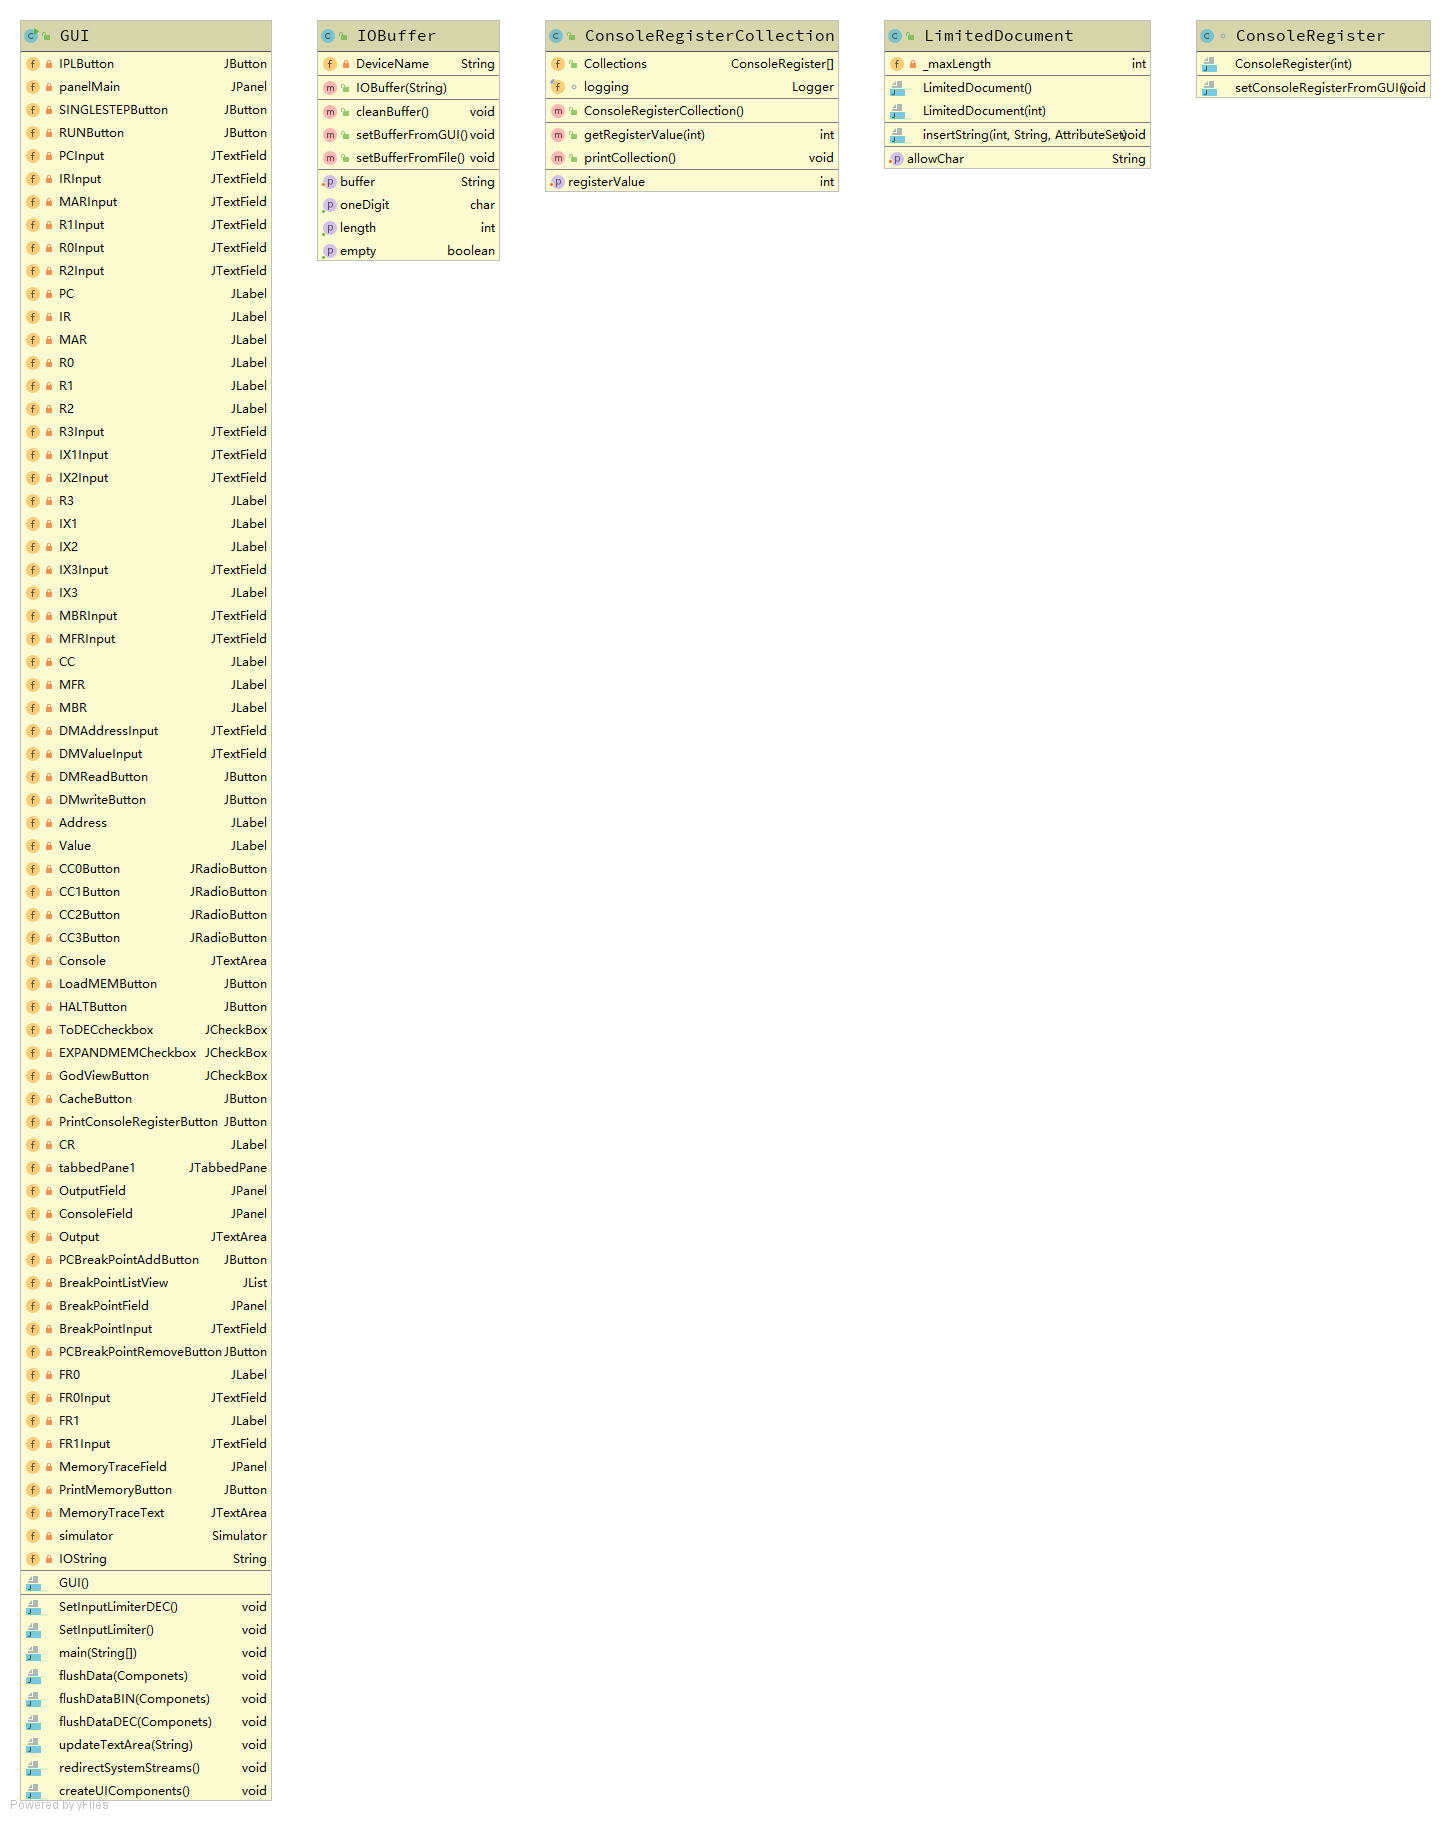 GUI
IPLButton JButton
panelMain JPanel
SINGLESTEPButton JButton
RUNButton JButton
PCInput JTextField
IRInput JTextField
MARInput JTextField
R1Input JTextField
R0Input JTextField
R2Input JTextField
PC JLabel
IR JLabel
MAR JLabel
R0 JLabel
R1 JLabel
R2 JLabel
R3Input JTextField
IX1Input JTextField
IX2Input JTextField
R3 JLabel
IX1 JLabel
IX2 JLabel
IX3Input JTextField
IX3 JLabel
MBRInput JTextField
MFRInput JTextField
CC JLabel
MFR JLabel
MBR JLabel
DMAddressInput JTextField
DMValueInput JTextField
DMReadButton JButton
DMwriteButton JButton
Address JLabel
Value JLabel
CC0Button JRadioButton
CC1Button JRadioButton
CC2Button JRadioButton
CC3Button JRadioButton
Console JTextArea
LoadMEMButton JButton
HALTButton JButton
ToDECcheckbox JCheckBox
EXPANDMEMCheckbox JCheckBox
GodViewButton JCheckBox
CacheButton JButton
PrintConsoleRegisterButton JButton
CR JLabel
tabbedPane1 JTabbedPane
OutputField JPanel
ConsoleField JPanel
Output JTextArea
PCBreakPointAddButton JButton
BreakPointListView JList
BreakPointField JPanel
BreakPointInput JTextField
PCBreakPointRemoveButton JButton
FR0 JLabel
FR0Input JTextField
FR1 JLabel
FR1Input JTextField
MemoryTraceField JPanel
PrintMemoryButton JButton
MemoryTraceText JTextArea
simulator Simulator
IOString String
GUI()
SetInputLimiterDEC() void
SetInputLimiter() void
main(String[]) void
flushData(Componets) void
flushDataBIN(Componets) void
flushDataDEC(Componets) void
updateTextArea(String) void
redirectSystemStreams() void
createUIComponents() void
Powered by yFiles
IOBuffer
DeviceName String
IOBuffer(String)
cleanBuffer() void
setBufferFromGUI() void
setBufferFromFile() void
buffer String
oneDigit char
length int
empty boolean
ConsoleRegisterCollection
Collections ConsoleRegister[]
logging Logger
ConsoleRegisterCollection()
getRegisterValue(int) int
printCollection() void
registerValue int
LimitedDocument
_maxLength int
LimitedDocument()
LimitedDocument(int)
insertString(int, String, AttributeSet) void
allowChar String
ConsoleRegister
ConsoleRegister(int)
setConsoleRegisterFromGUI() void